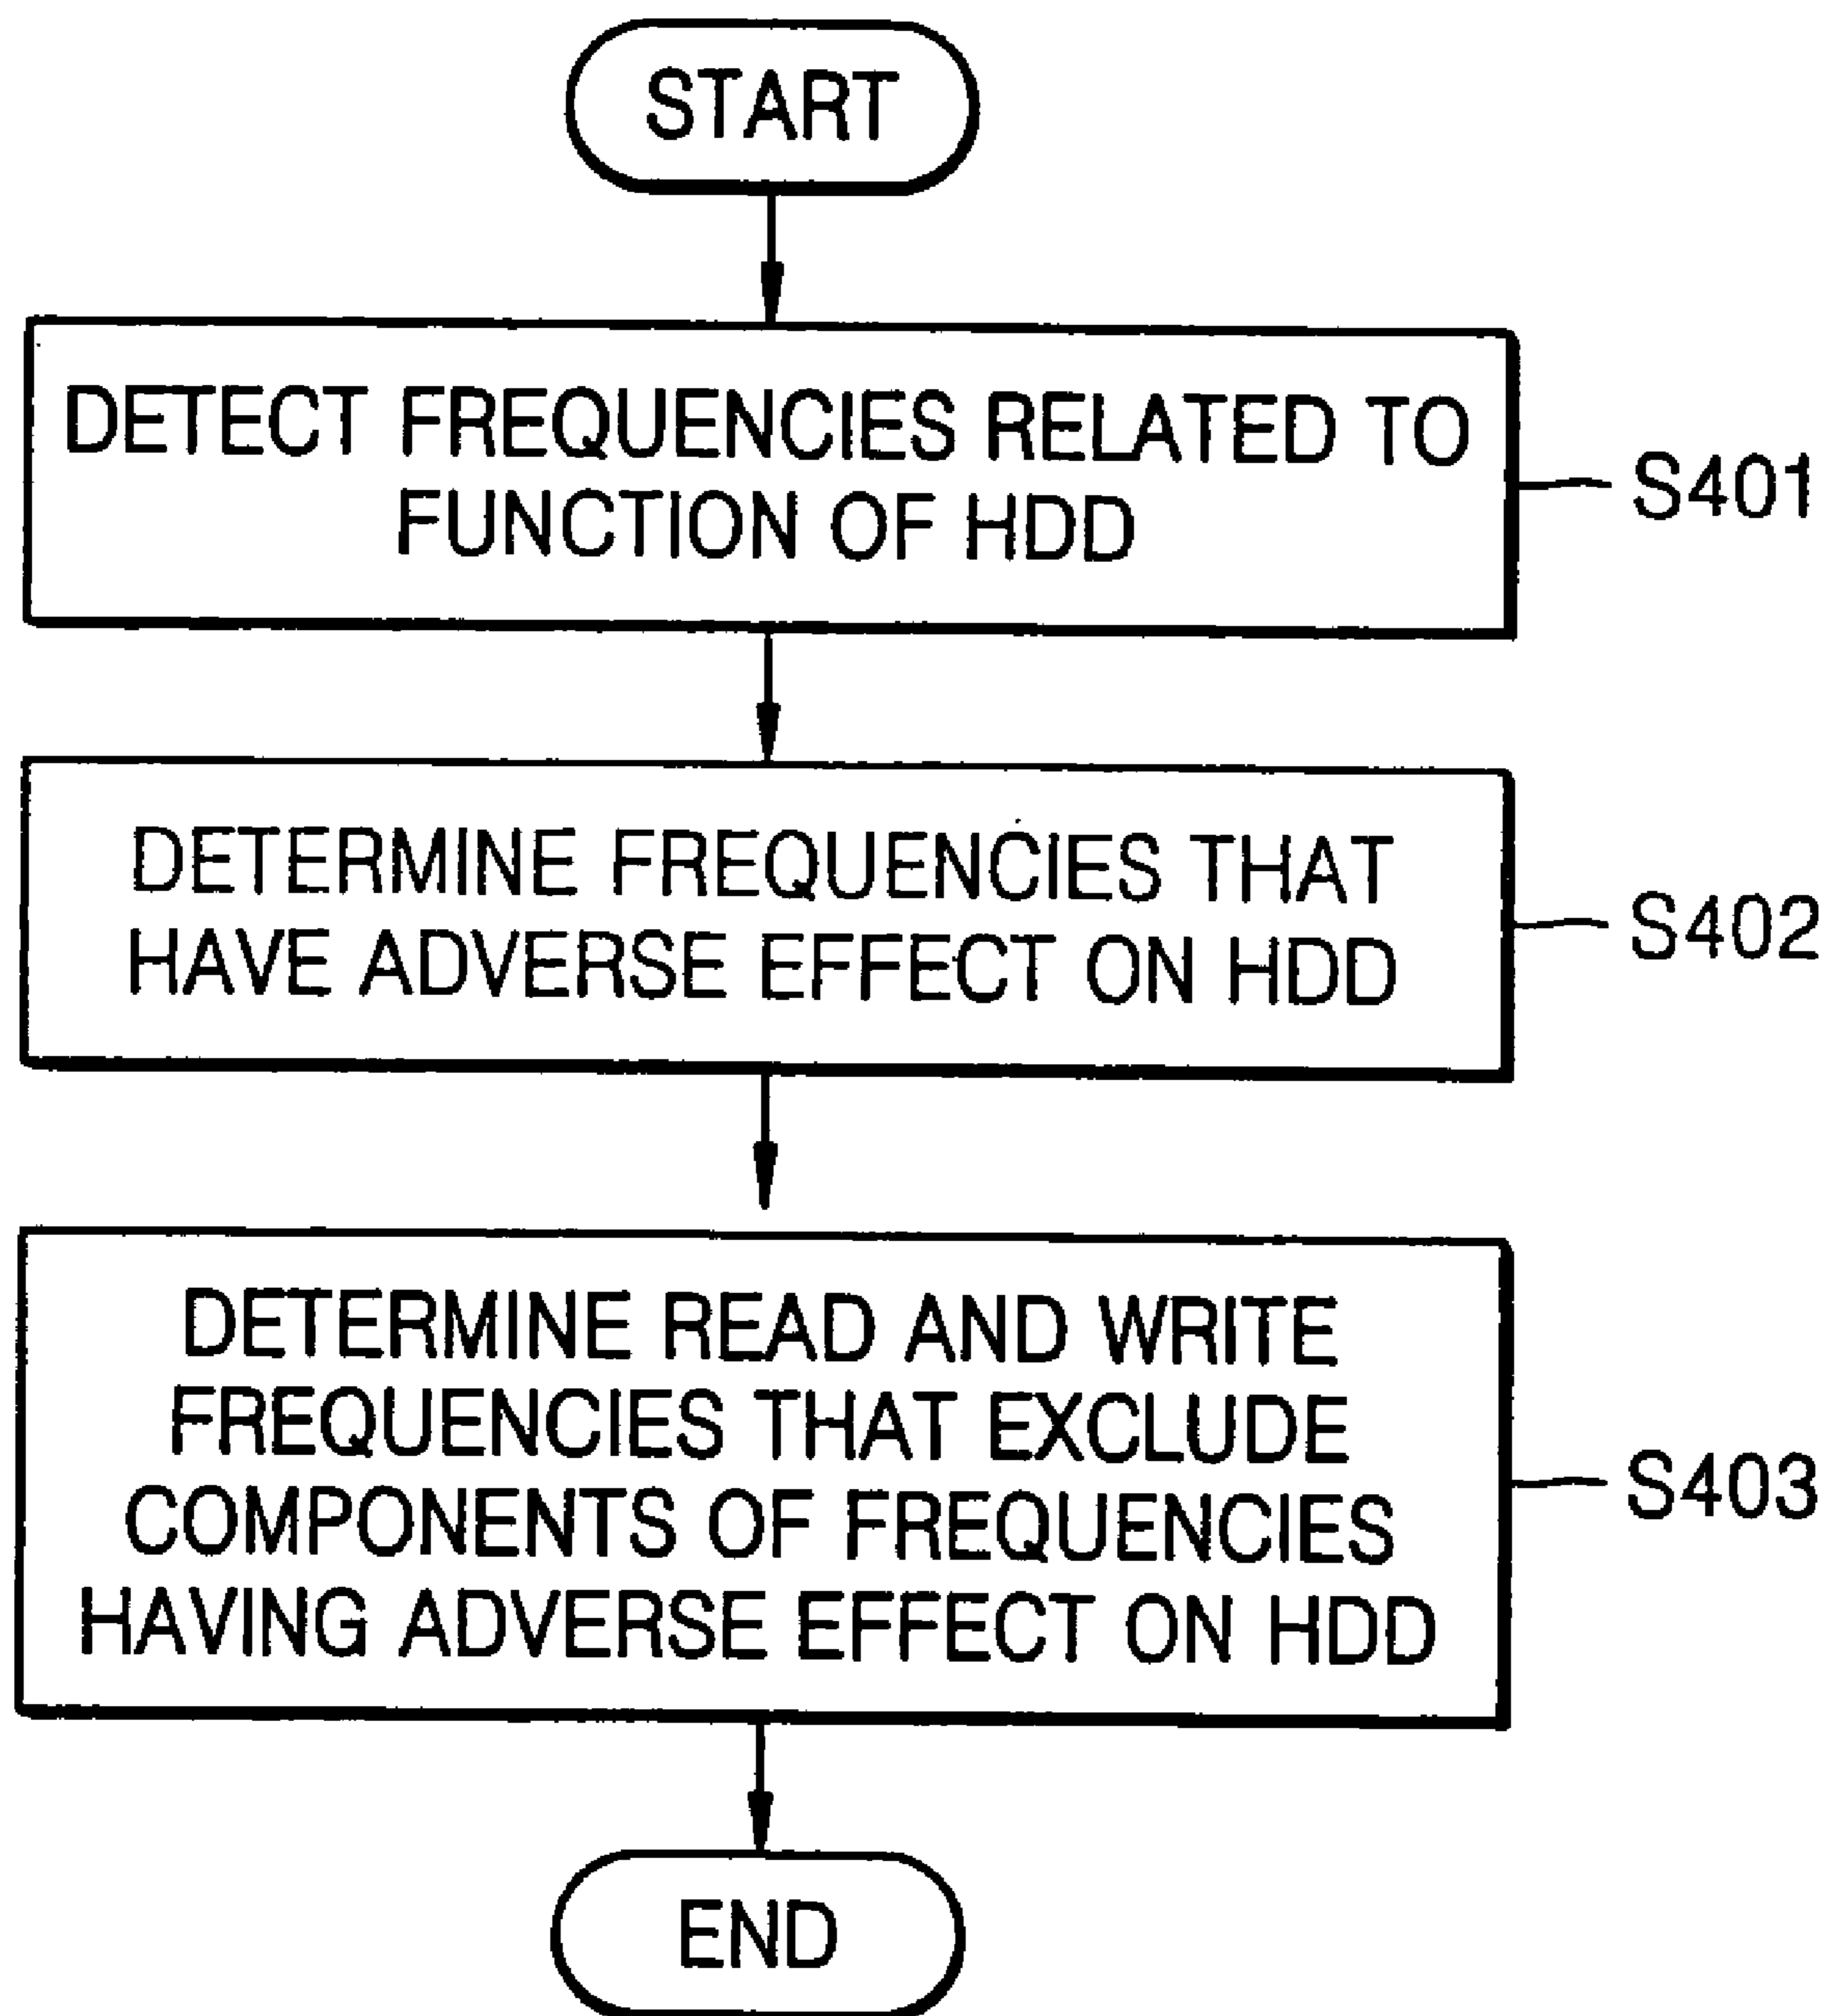 START
DETECT FREQUENCIES RELATED TO
FUNCTION OF HDD
S401
DETERMINE FREQUENCIES THAT
HAVE ADVERSE EFFECT ON HDD
S402
DETERMINE READ AND WRITE
FREQUENCIES THAT EXCLUDE
COMPONENTS OF FREQUENCIES
HAVING ADVERSE EFFECT ON HDD
S403
END